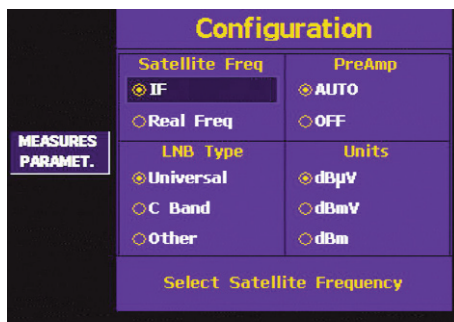 Configuration
MEASURES
PARAMET.
Satellite Freq
IF
Real Freq
PreAmp
AUTO
OFF
LNB Type
Universal
C Band
Other
Units
dBµV
dBmV
dBm
Select Satellite Frequency